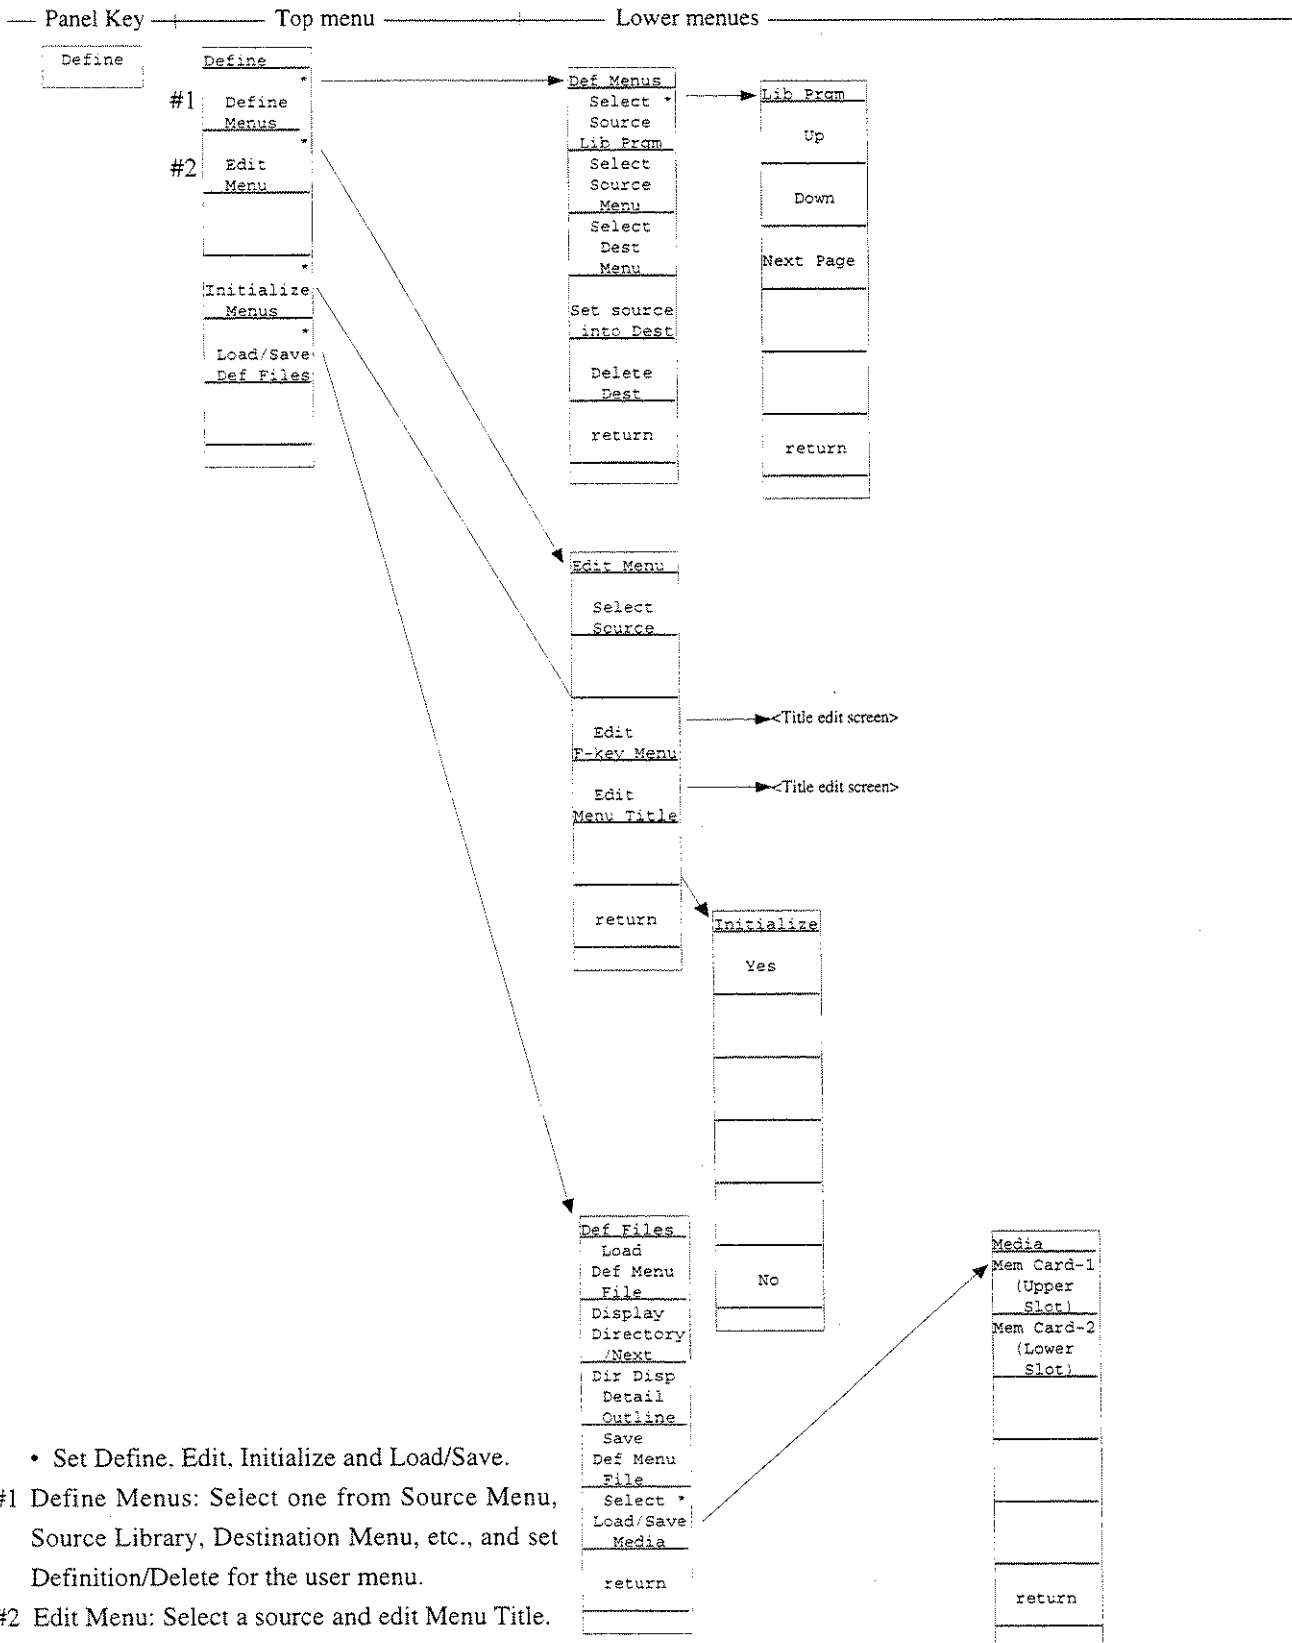 Panel Key
Top menu
Lower menues
Define
Define
*
#1
Define
Menus
*
#2
Edit
Menu
*
Initialize
Menus
*
Load/Save
Def Files
Def Menus
Select *
Source
Lib Prgm
Select
Source
Menu
Select
Dest
Menu
Set source
into Dest
Delete
Dest
return
Lib Prgm
Up
Down
Next Page
return
Edit Menu
Select
Source
Edit
F-key Menu
<Title edit screen>
Edit
Menu Title
<Title edit screen>
return
Initialize
Yes
No
Def Files
Load
Def Menu
File
Display
Directory
/Next
Dir Disp
Detail
Outline
Save
Def Menu
File
Select *
Load/Save
Media
return
Media
Mem Card-1
(Upper
Slot)
Mem Card-2
(Lower
Slot)
return
• Set Define, Edit, Initialize and Load/Save.
#1 Define Menus: Select one from Source Menu,
Source Library, Destination Menu, etc., and set
Definition/Delete for the user menu.
#2 Edit Menu: Select a source and edit Menu Title.